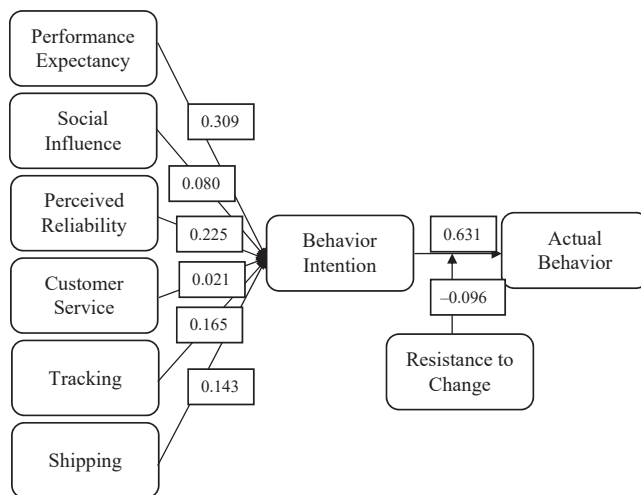 Performance
Expectancy
0.309
Social
Influence
0.080
Perceived
Reliability
0.225
Customer
Service
0.021
Tracking
0.165
Shipping
0.143
Behavior
Intention
0.631
Actual
Behavior
–0.096
Resistance to
Change